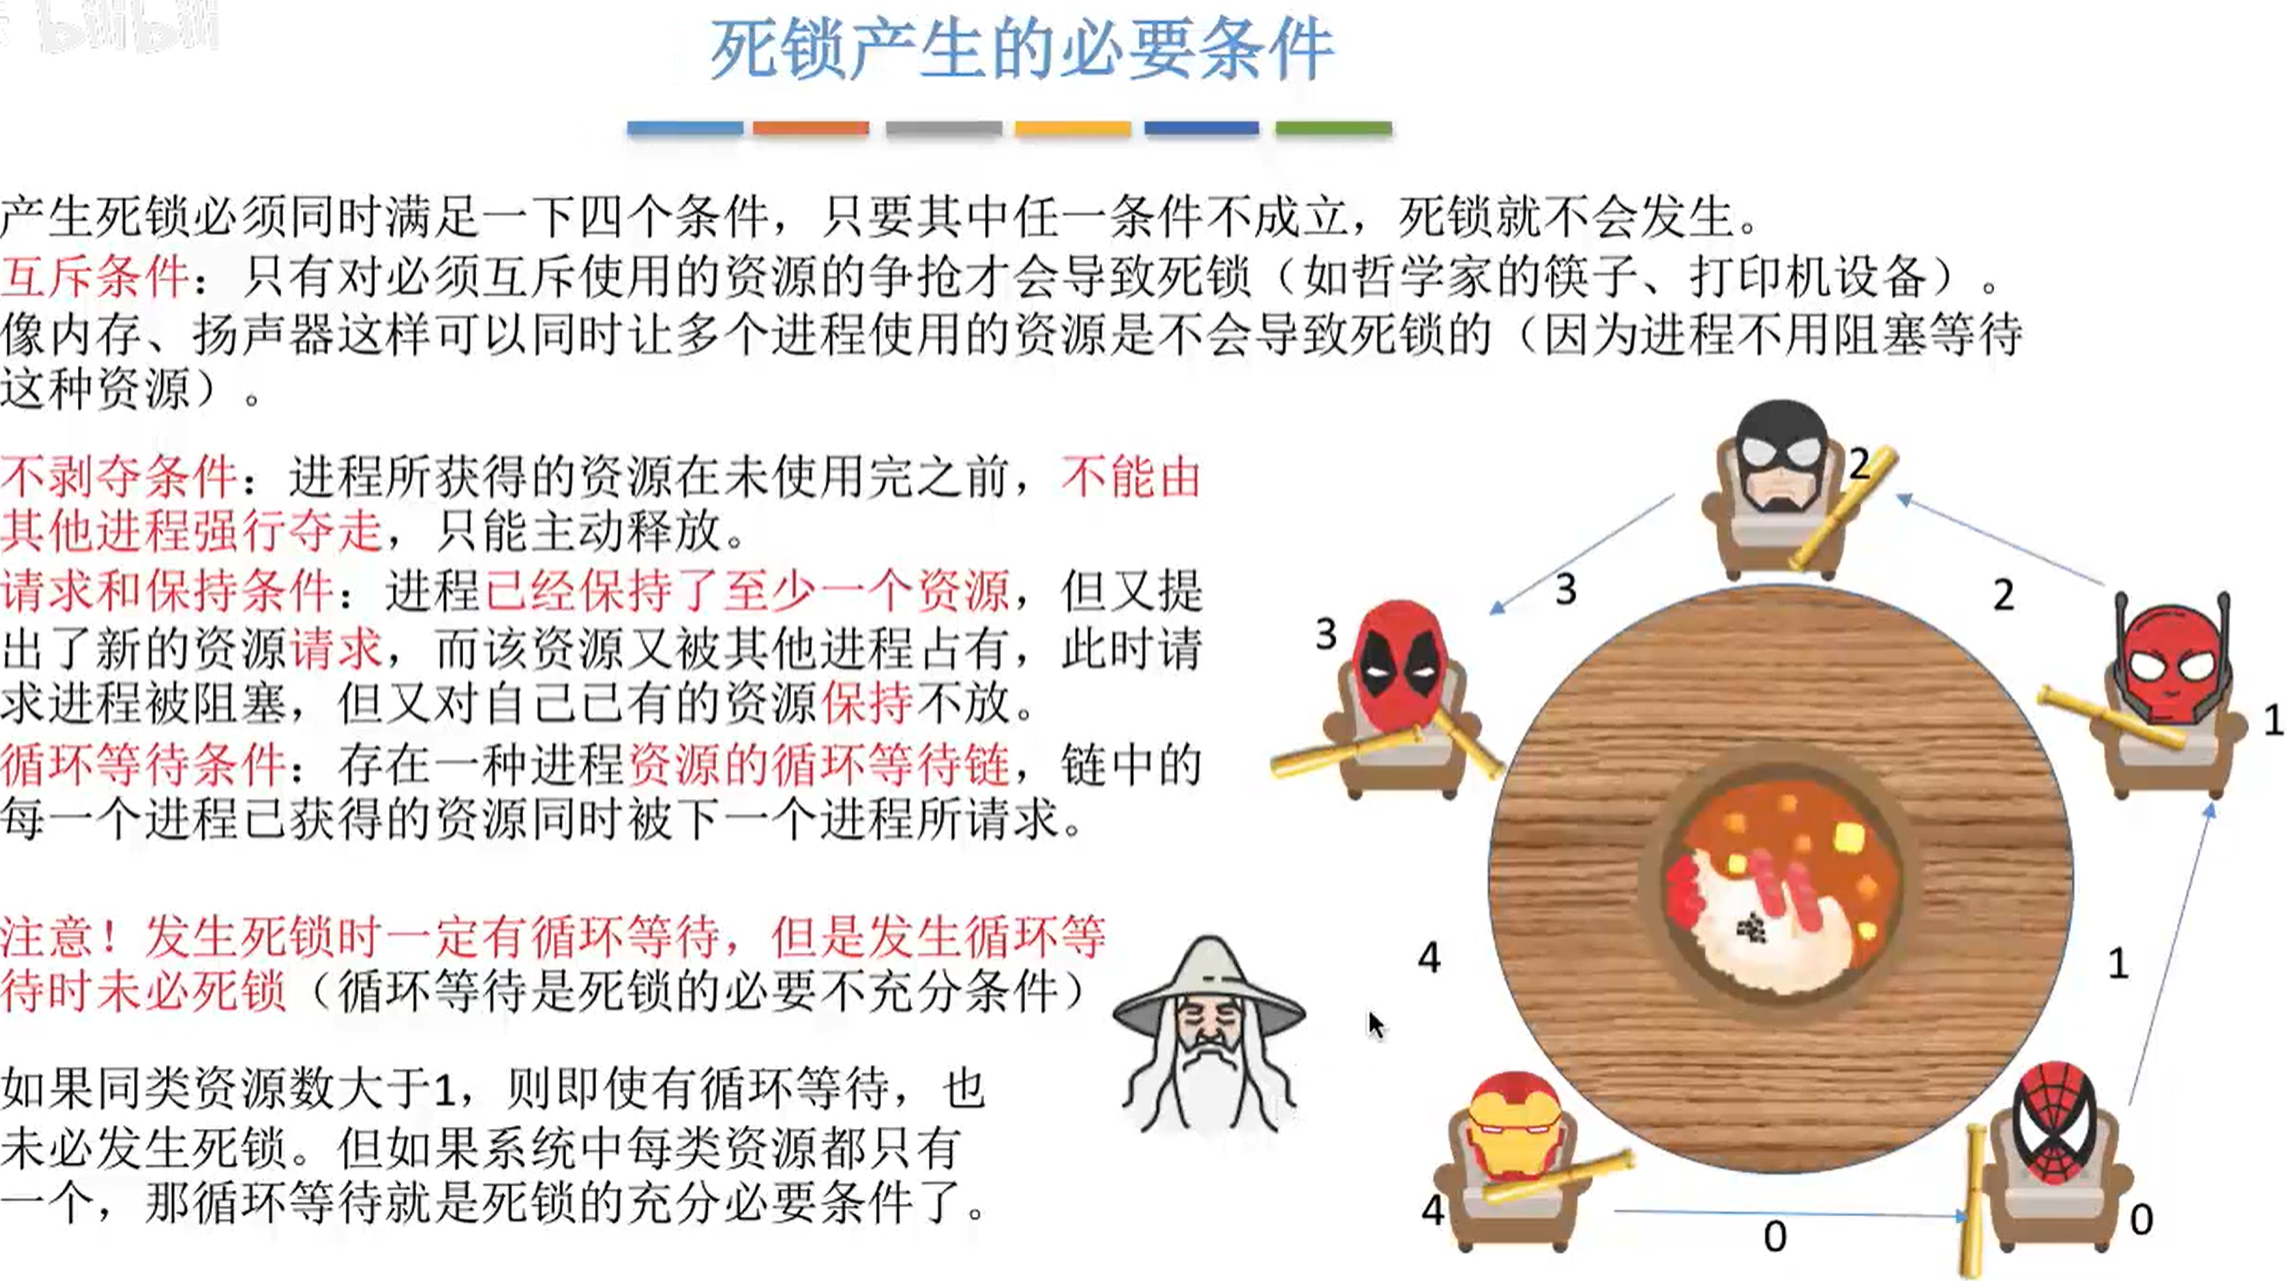 bilibili
死锁产生的必要条件
产生死锁必须同时满足一下四个条件，只要其中任一条件不成立，死锁就不会发生。
互斥条件：只有对必须互斥使用的资源的争抢才会导致死锁（如哲学家的筷子、打印机设备）。
像内存、扬声器这样可以同时让多个进程使用的资源是不会导致死锁的（因为进程不用阻塞等待
这种资源）。
不剥夺条件：进程所获得的资源在未使用完之前，不能由
其他进程强行夺走，只能主动释放。
请求和保持条件：进程已经保持了至少一个资源，但又提
出了新的资源请求，而该资源又被其他进程占有，此时请
求进程被阻塞，但又对自己已有的资源保持不放。
循环等待条件：存在一种进程资源的循环等待链，链中的
每一个进程已获得的资源同时被下一个进程所请求。
注意！发生死锁时一定有循环等待，但是发生循环等
待时未必死锁（循环等待是死锁的必要不充分条件）
如果同类资源数大于1，则即使有循环等待，也
未必发生死锁。但如果系统中每类资源都只有
一个，那循环等待就是死锁的充分必要条件了。
2
3
2
3
1
4
1
4
0
0